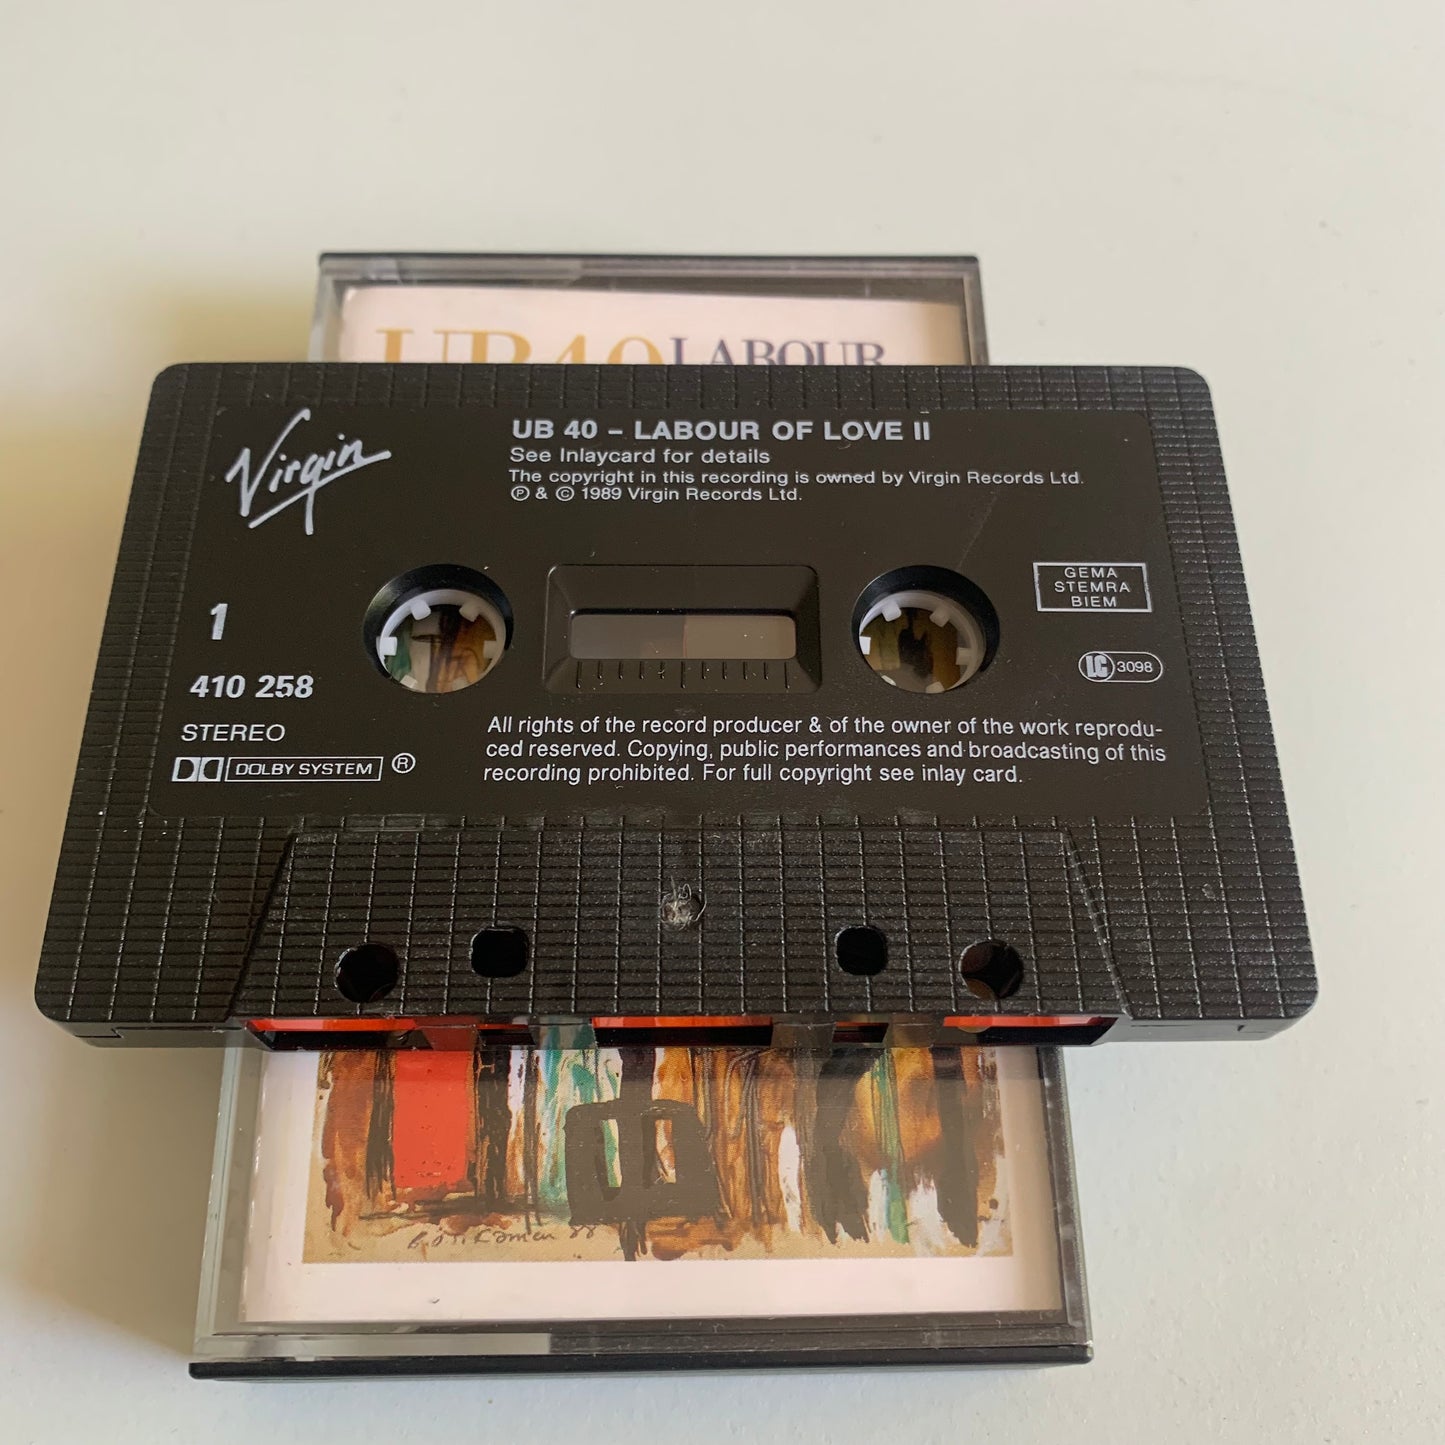 UB40 LABOUR
Virgin
UB 40 – LABOUR OF LOVE II
See Inlaycard for details
The copyright in this recording is owned by Virgin Records Ltd.
℗ & © 1989 Virgin Records Ltd.
GEMA
STEMRA
BIEM
1
LC 3098
410 258
STEREO
DOLBY SYSTEM ®
All rights of the record producer & of the owner of the work reprodu-
ced reserved. Copying, public performances and broadcasting of this
recording prohibited. For full copyright see inlay card.
88